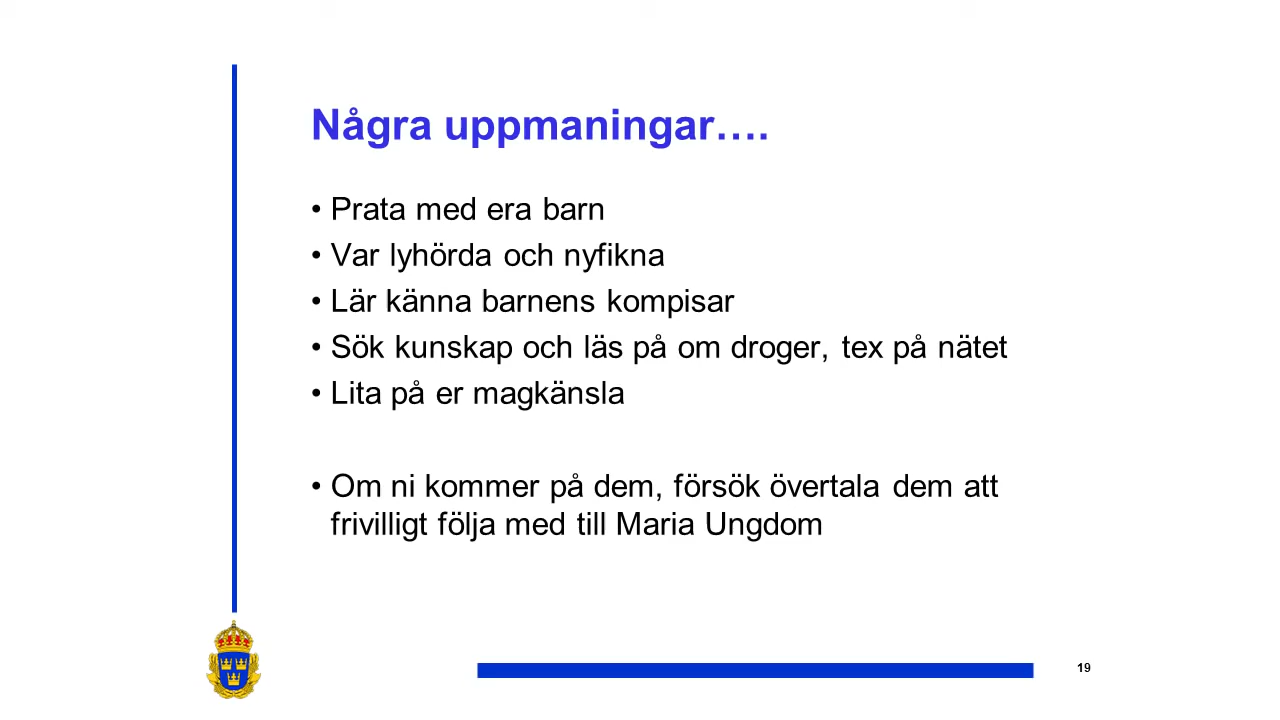 Några uppmaningar….
• Prata med era barn
• Var lyhörda och nyfikna
• Lär känna barnens kompisar
• Sök kunskap och läs på om droger, tex på nätet
• Lita på er magkänsla
• Om ni kommer på dem, försök övertala dem att
frivilligt följa med till Maria Ungdom
19